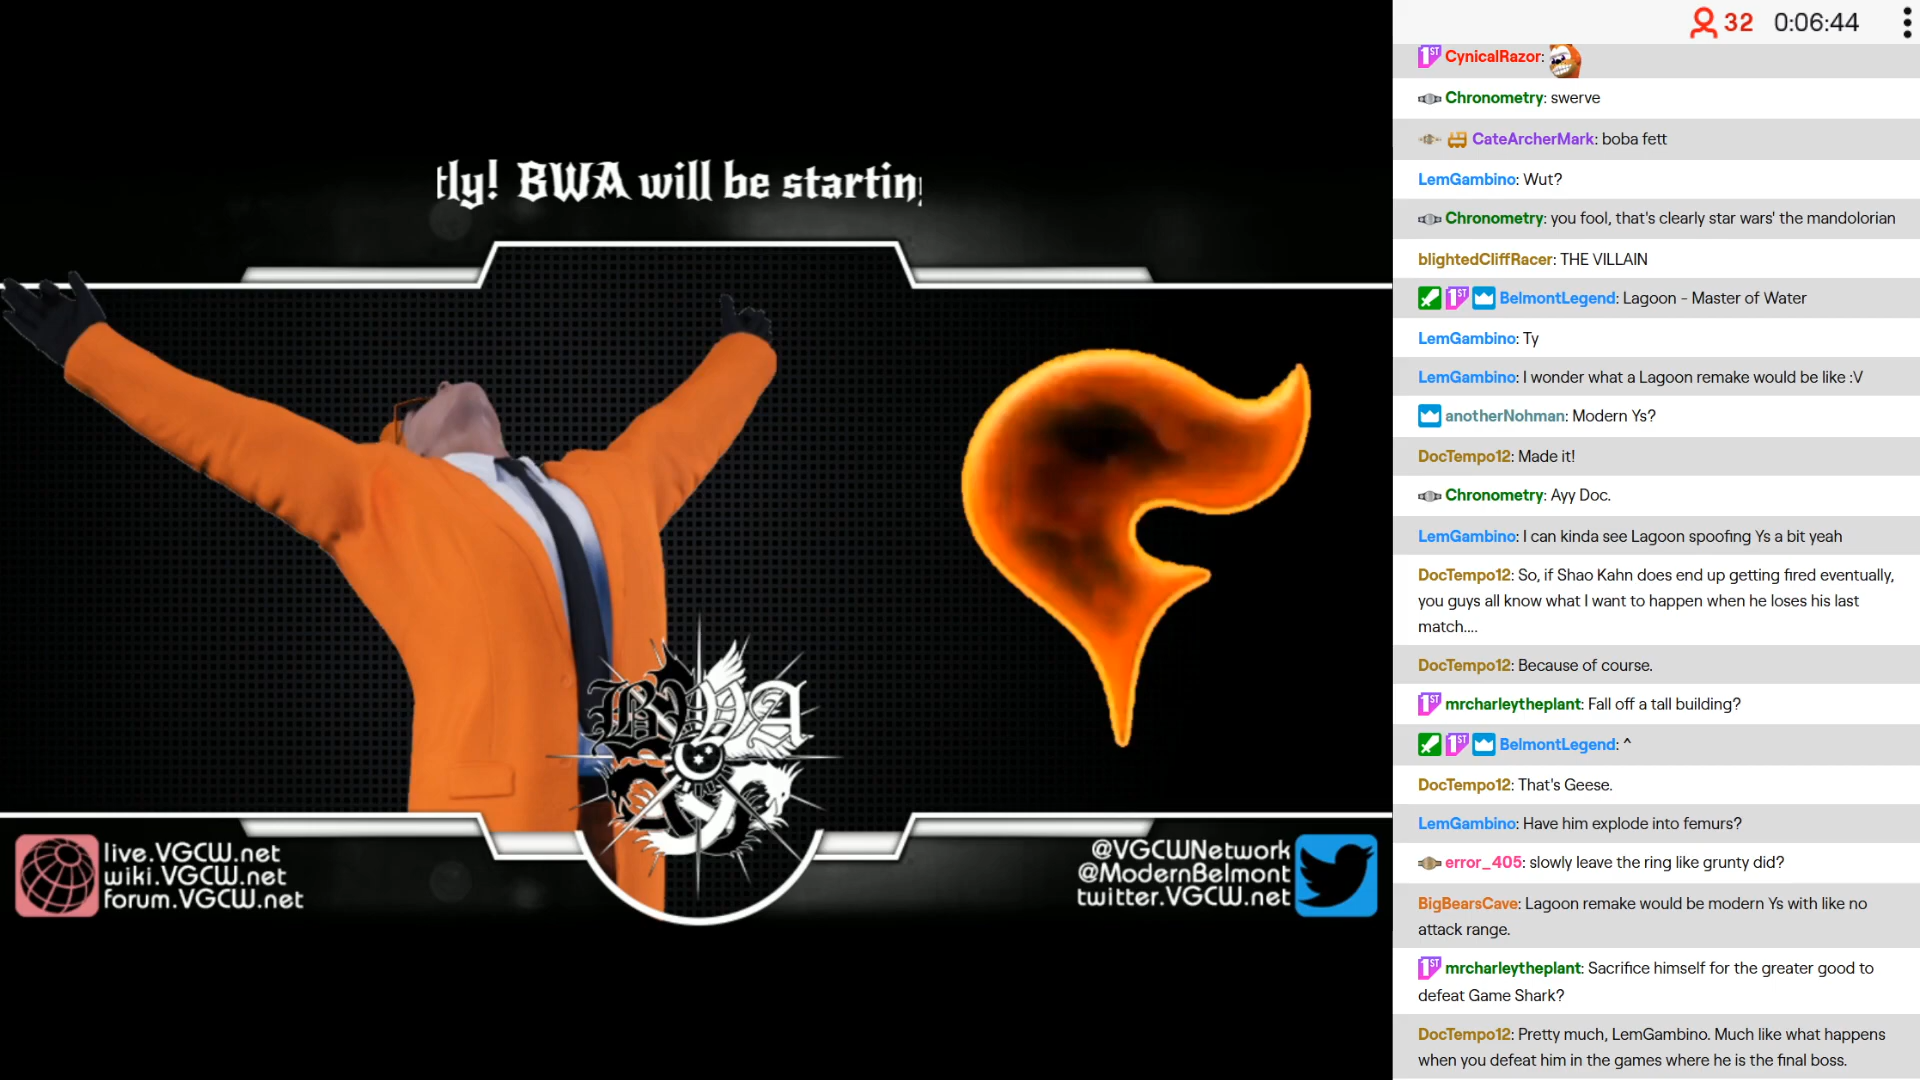 tly! BWA will be starting
BWA
live.VGCW.net
wiki.VGCW.net
forum.VGCW.net
@VGCWNetwork
@ModernBelmont
twitter.VGCW.net
32 0:06:44
1ST CynicalRazor:
Chronometry: swerve
CateArcherMark: boba fett
LemGambino: Wut?
Chronometry: you fool, that's clearly star wars' the mandolorian
blightedCliffRacer: THE VILLAIN
1ST BelmontLegend: Lagoon - Master of Water
LemGambino: Ty
LemGambino: I wonder what a Lagoon remake would be like :V
anotherNohman: Modern Ys?
DocTempo12: Made it!
Chronometry: Ayy Doc.
LemGambino: I can kinda see Lagoon spoofing Ys a bit yeah
DocTempo12: So, if Shao Kahn does end up getting fired eventually,
you guys all know what I want to happen when he loses his last
match....
DocTempo12: Because of course.
1ST mrcharleytheplant: Fall off a tall building?
1ST BelmontLegend: ^
DocTempo12: That's Geese.
LemGambino: Have him explode into femurs?
error_405: slowly leave the ring like grunty did?
BigBearsCave: Lagoon remake would be modern Ys with like no
attack range.
1ST mrcharleytheplant: Sacrifice himself for the greater good to
defeat Game Shark?
DocTempo12: Pretty much, LemGambino. Much like what happens
when you defeat him in the games where he is the final boss.